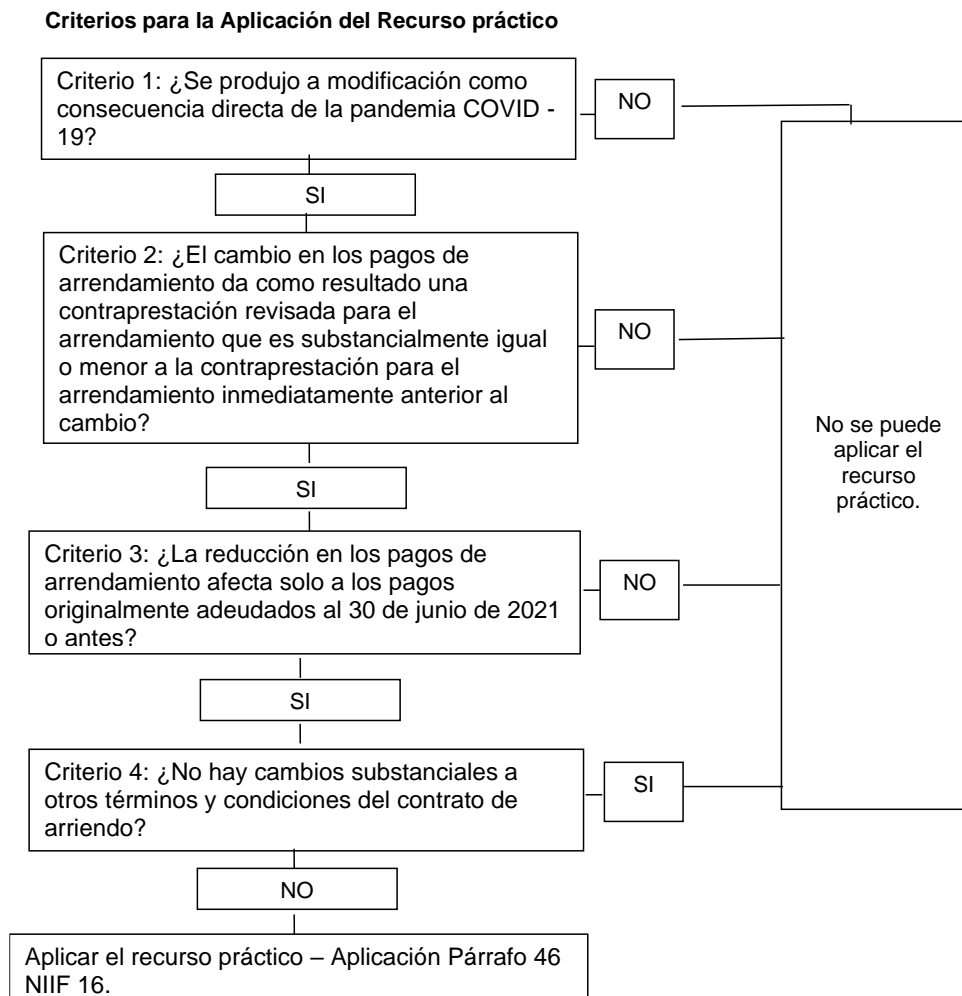 Criterios para la Aplicación del Recurso práctico
Criterio 1: ¿Se produjo a modificación como
consecuencia directa de la pandemia COVID -
19?
NO
SI
Criterio 2: ¿El cambio en los pagos de
arrendamiento da como resultado una
contraprestación revisada para el
arrendamiento que es substancialmente igual
o menor a la contraprestación para el
arrendamiento inmediatamente anterior al
cambio?
NO
No se puede
aplicar el
recurso
práctico.
SI
Criterio 3: ¿La reducción en los pagos de
arrendamiento afecta solo a los pagos
originalmente adeudados al 30 de junio de 2021
o antes?
NO
SI
Criterio 4: ¿No hay cambios substanciales a
otros términos y condiciones del contrato de
arriendo?
SI
NO
Aplicar el recurso práctico – Aplicación Párrafo 46
NIIF 16.